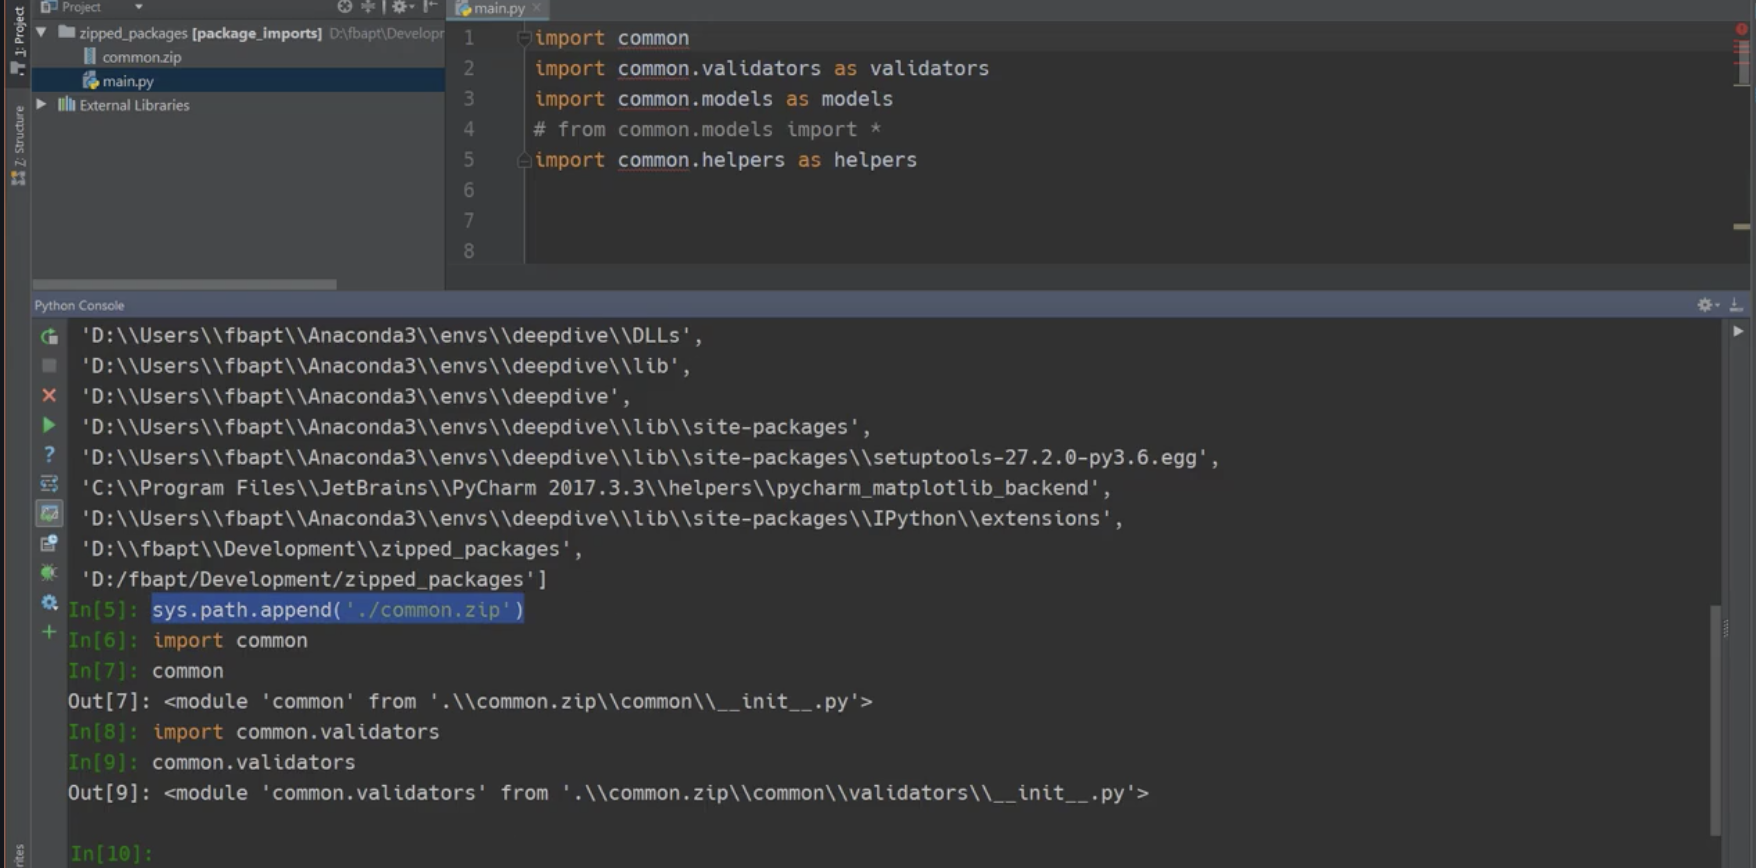 1: Project
Project
zipped_packages [package_imports] D:\fbapt\Developr
common.zip
main.py
External Libraries
Z: Structure
main.py
1 import common
2 import common.validators as validators
3 import common.models as models
4 # from common.models import *
5 import common.helpers as helpers
6
7
8
Python Console
'D:\\Users\\fbapt\\Anaconda3\\envs\\deepdive\\DLLs',
'D:\\Users\\fbapt\\Anaconda3\\envs\\deepdive\\lib',
'D:\\Users\\fbapt\\Anaconda3\\envs\\deepdive',
'D:\\Users\\fbapt\\Anaconda3\\envs\\deepdive\\lib\\site-packages',
'D:\\Users\\fbapt\\Anaconda3\\envs\\deepdive\\lib\\site-packages\\setuptools-27.2.0-py3.6.egg',
'C:\\Program Files\\JetBrains\\PyCharm 2017.3.3\\helpers\\pycharm_matplotlib_backend',
'D:\\Users\\fbapt\\Anaconda3\\envs\\deepdive\\lib\\site-packages\\IPython\\extensions',
'D:\\fbapt\\Development\\zipped_packages',
'D:/fbapt/Development/zipped_packages']
In[5]: sys.path.append('./common.zip')
In[6]: import common
In[7]: common
Out[7]: <module 'common' from '.\\common.zip\\common\\__init__.py'>
In[8]: import common.validators
In[9]: common.validators
Out[9]: <module 'common.validators' from '.\\common.zip\\common\\validators\\__init__.py'>
In[10]:
rites